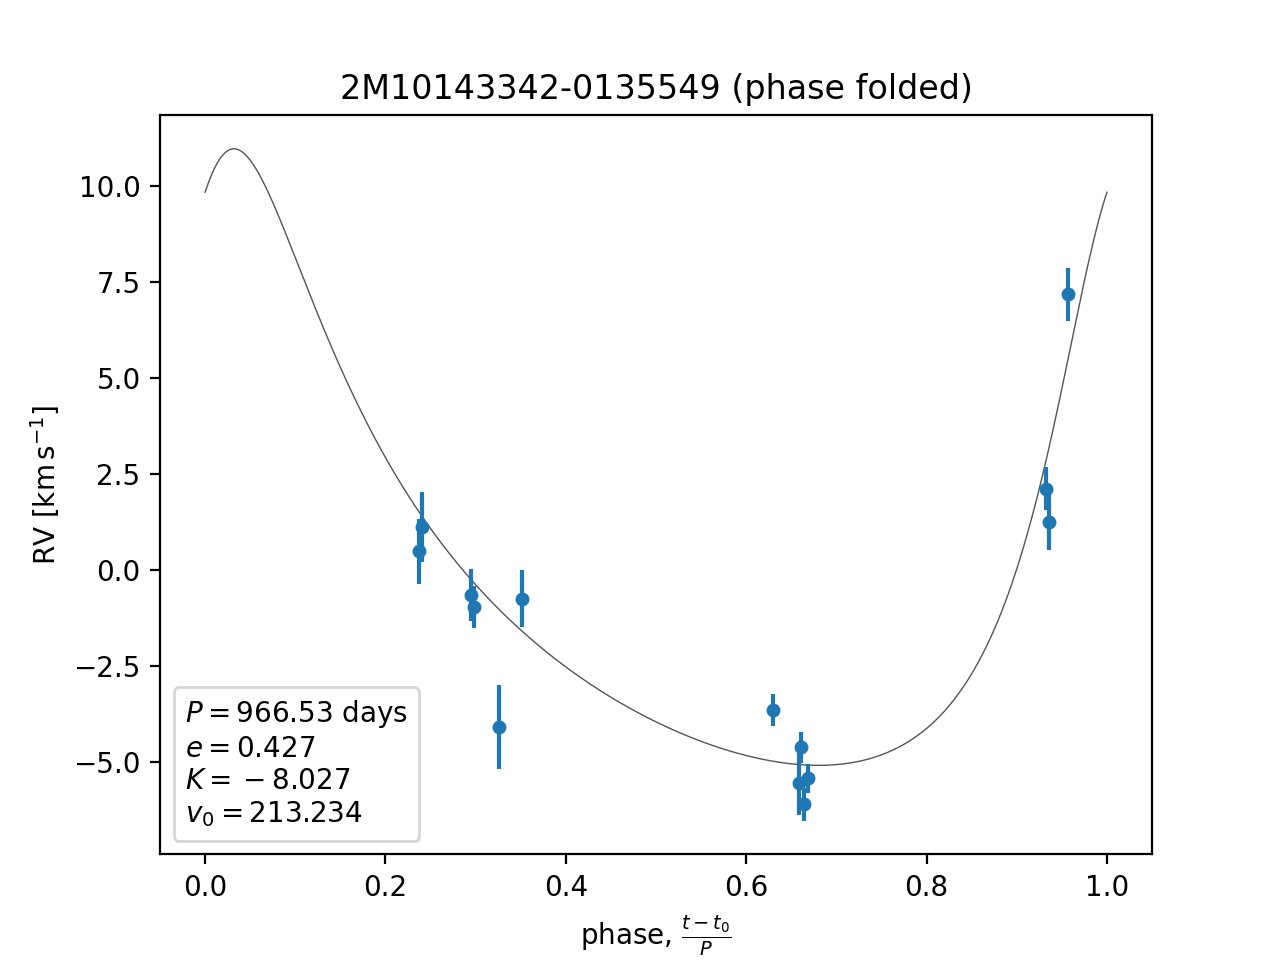 2M10143342-0135549 (phase folded)
RV [km s⁻¹]
10.0
7.5
5.0
2.5
0.0
−2.5
−5.0
P = 966.53 days
e = 0.427
K = −8.027
v₀ = 213.234
0.0 0.2 0.4 0.6 0.8 1.0
phase, (t − t₀)/P